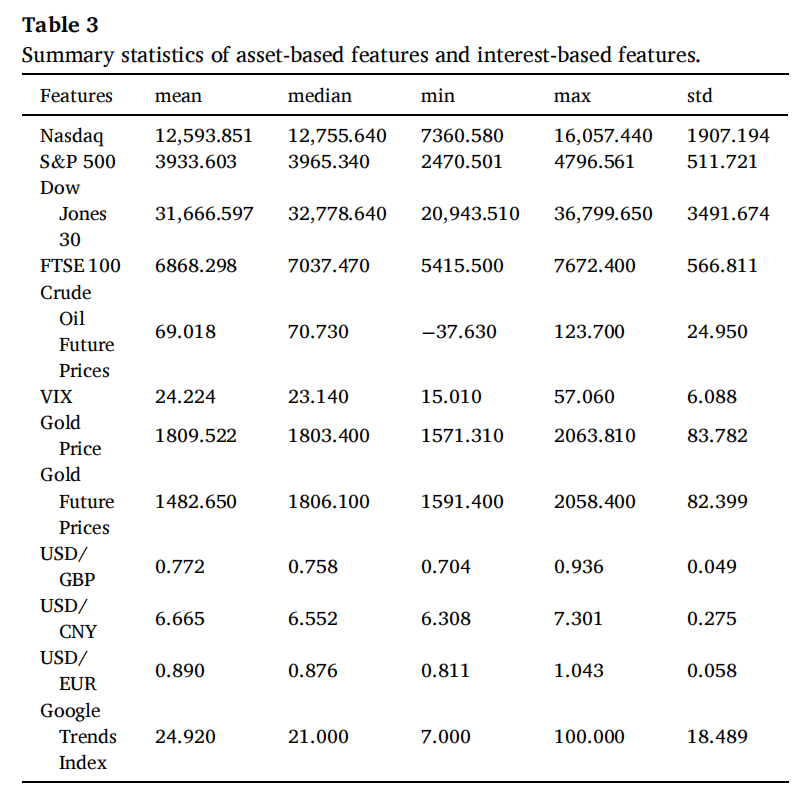 Table 3
Summary statistics of asset-based features and interest-based features.
Features mean median min max std
Nasdaq 12,593.851 12,755.640 7360.580 16,057.440 1907.194
S&P 500 3933.603 3965.340 2470.501 4796.561 511.721
Dow
Jones 31,666.597 32,778.640 20,943.510 36,799.650 3491.674
30
FTSE 100 6868.298 7037.470 5415.500 7672.400 566.811
Crude
Oil
Future
Prices
69.018 70.730 −37.630 123.700 24.950
VIX 24.224 23.140 15.010 57.060 6.088
Gold
Price
1809.522 1803.400 1571.310 2063.810 83.782
Gold
Future 1482.650 1806.100 1591.400 2058.400 82.399
Prices
USD/
GBP
0.772 0.758 0.704 0.936 0.049
USD/
CNY
6.665 6.552 6.308 7.301 0.275
USD/
EUR
0.890 0.876 0.811 1.043 0.058
Google
Trends 24.920 21.000 7.000 100.000 18.489
Index